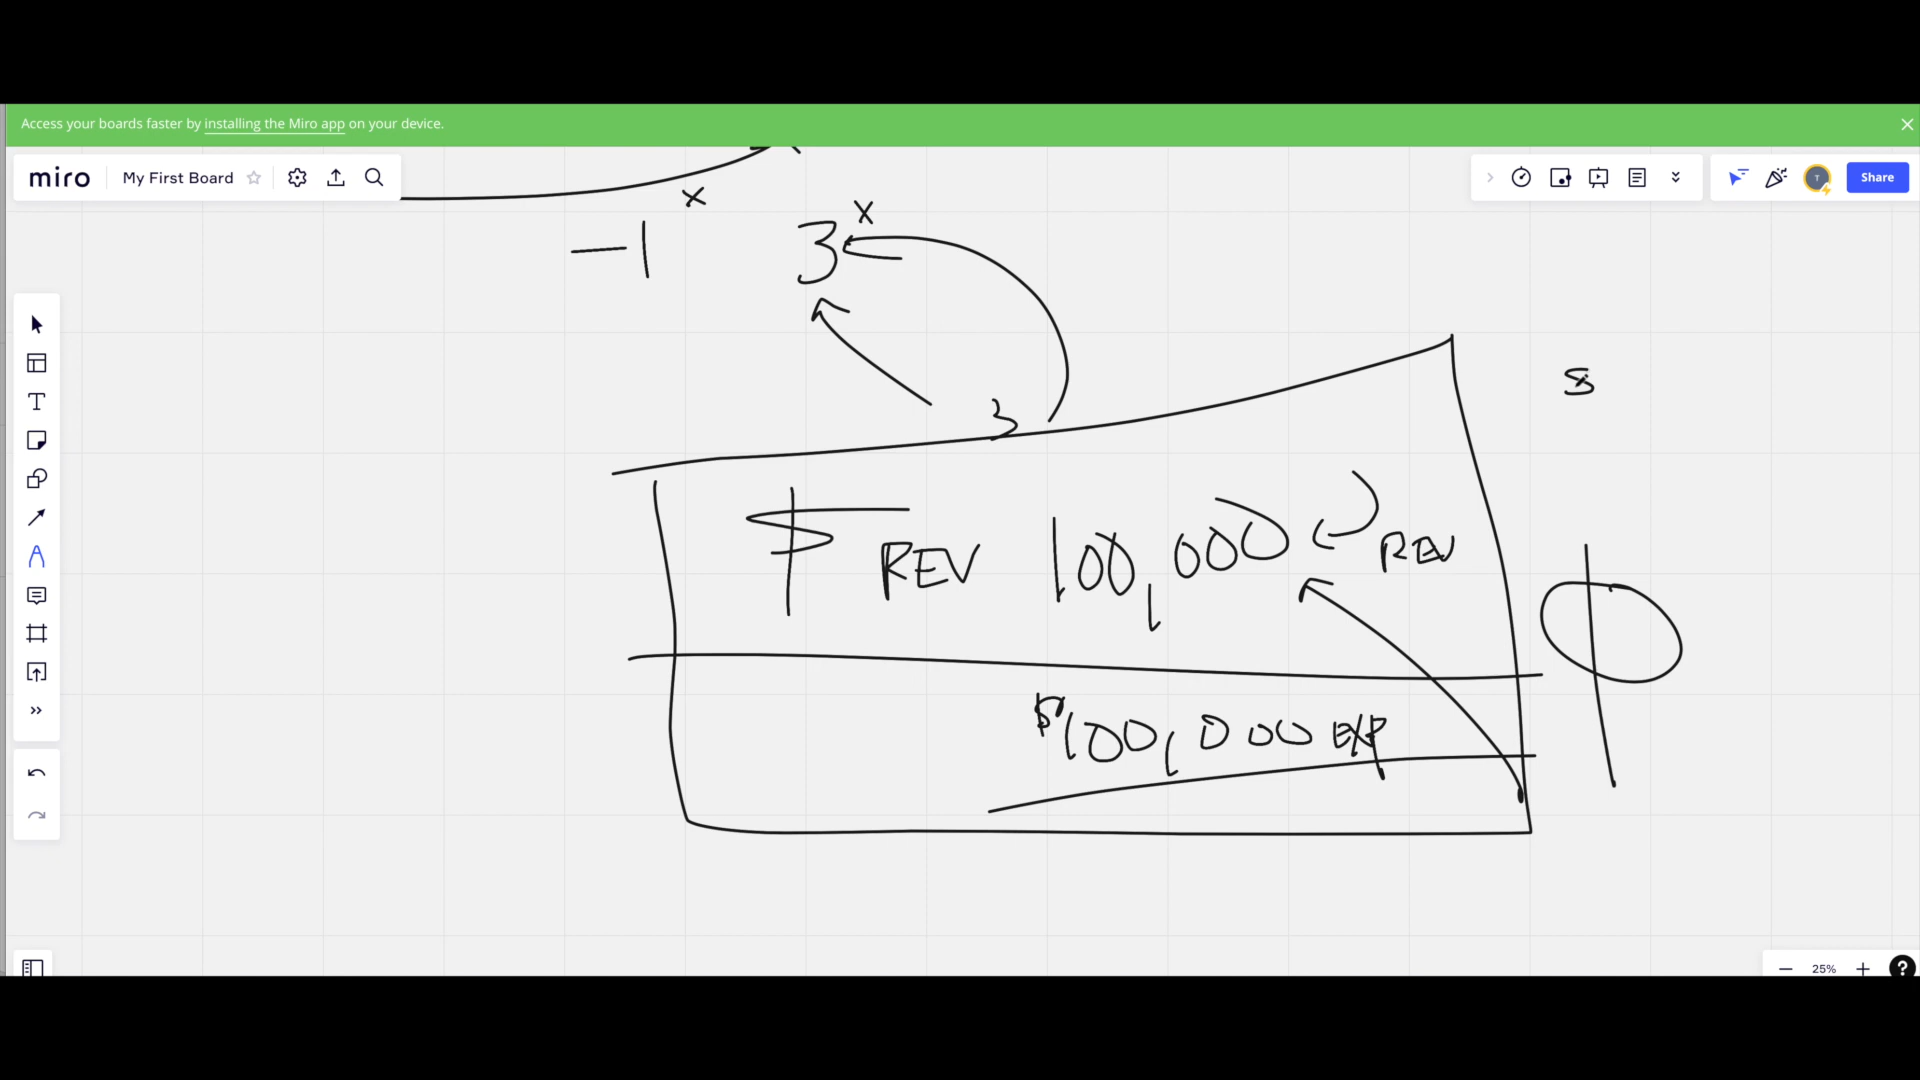 Access your boards faster by installing the Miro app on your device.
miro My First Board
T Share
-1 x 3 x
3
$ REV 100,000 REV
$100,000 EXP
25%